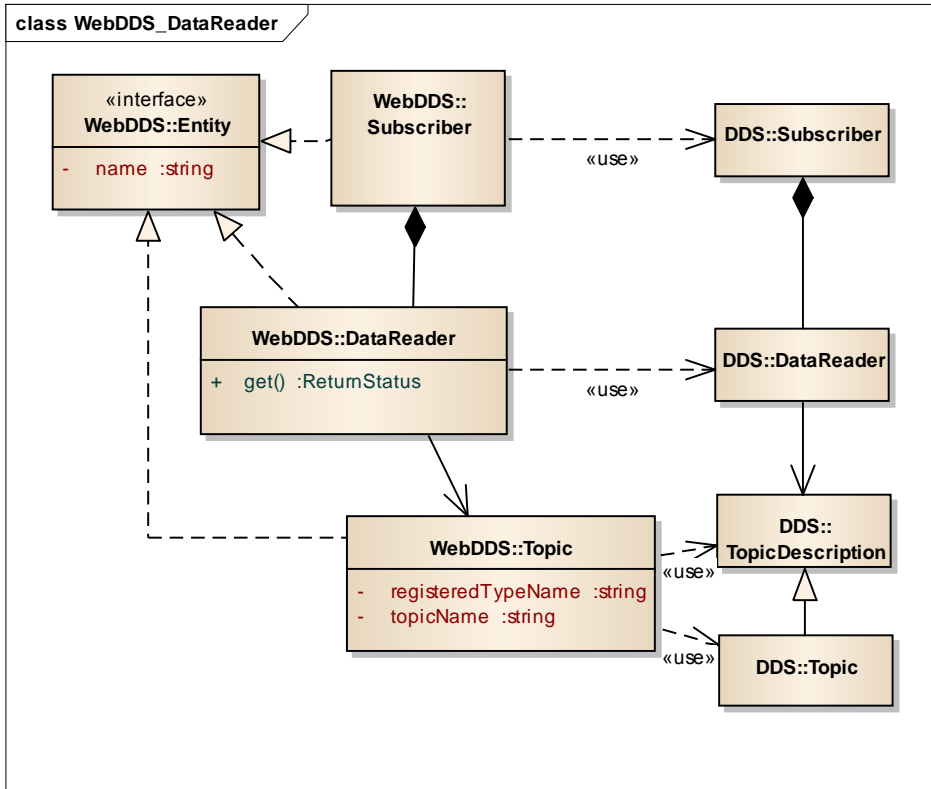 class WebDDS_DataReader
«interface»
WebDDS::Entity
- name :string
WebDDS::
Subscriber
«use»
DDS::Subscriber
WebDDS::DataReader
+ get() :ReturnStatus
«use»
DDS::DataReader
WebDDS::Topic
- registeredTypeName :string
- topicName :string
«use»
«use»
DDS::
TopicDescription
DDS::Topic